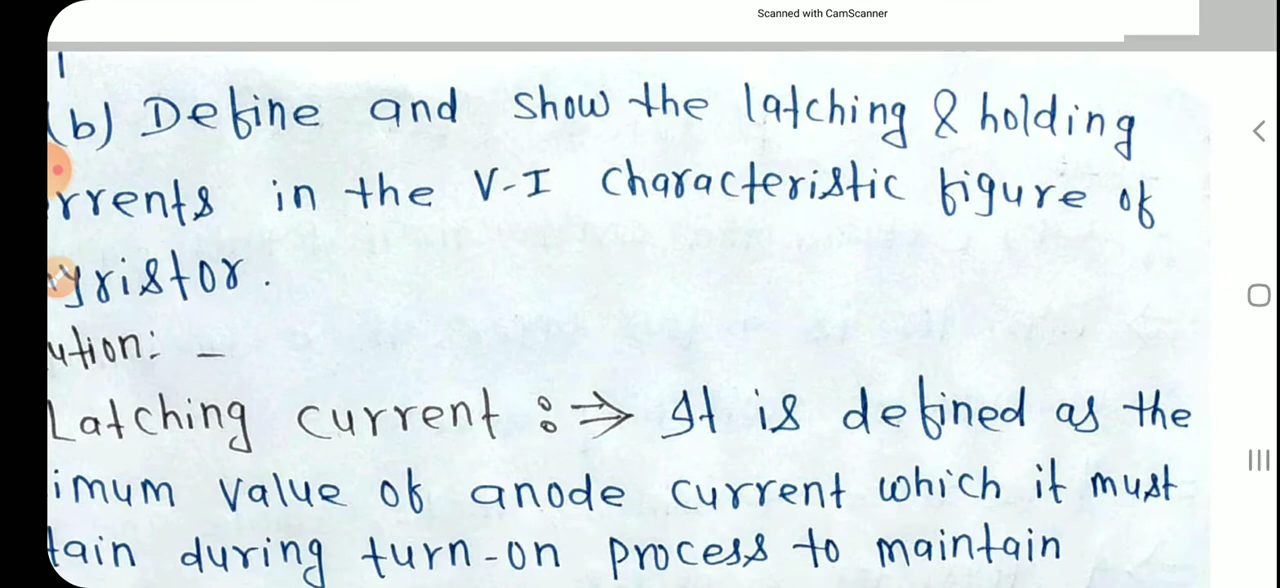 Scanned with CamScanner
(b) Define and show the latching & holding
rrents in the V-I characteristic figure of
yristor.
ution: -
Latching current :⇒ It is defined as the
imum value of anode current which it must
tain during turn-on process to maintain